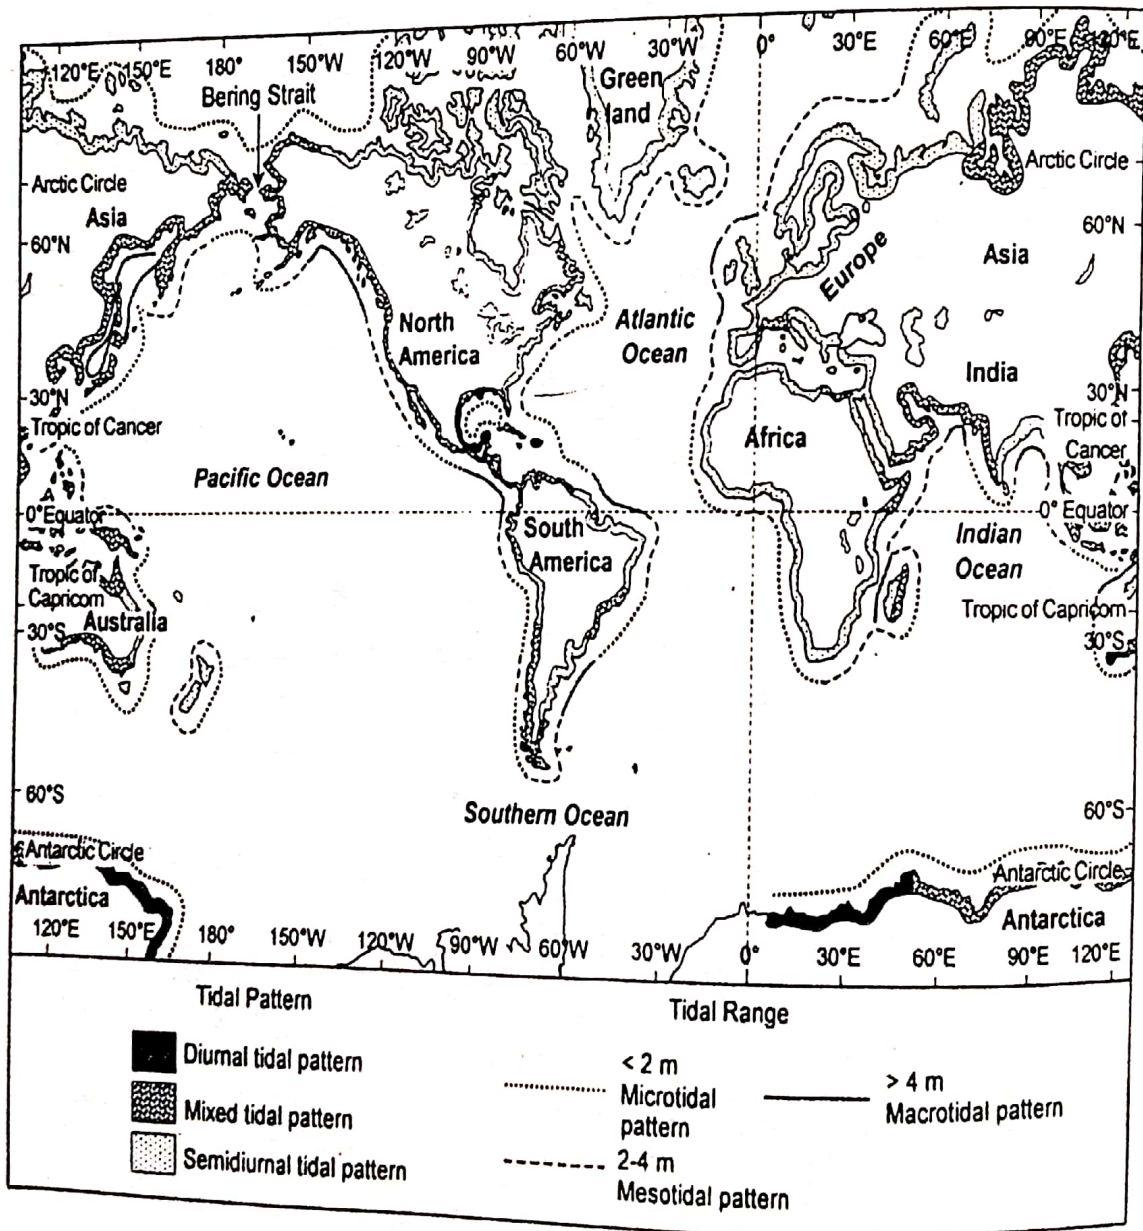 120°E 150°E 180° 150°W 120°W 90°W 60°W 30°W 0° 30°E 60°E 90°E 120°E
Bering Strait
Green
land
Arctic Circle
Arctic Circle
Asia
60°N
60°N
Europe
Asia
North
America
Atlantic
Ocean
India
30°N
30°N
Tropic of Cancer
Tropic of
Cancer
Africa
Pacific Ocean
0° Equator
0° Equator
South
America
Indian
Ocean
Tropic of
Capricorn
Tropic of Capricorn
Australia
30°S
30°S
60°S
60°S
Southern Ocean
Antarctic Circle
Antarctic Circle
Antarctica
Antarctica
120°E 150°E 180° 150°W 120°W 90°W 60°W 30°W 0° 30°E 60°E 90°E 120°E
Tidal Pattern
Diurnal tidal pattern
Mixed tidal pattern
Semidiurnal tidal pattern
Tidal Range
< 2 m
Microtidal
pattern
2-4 m
Mesotidal pattern
> 4 m
Macrotidal pattern